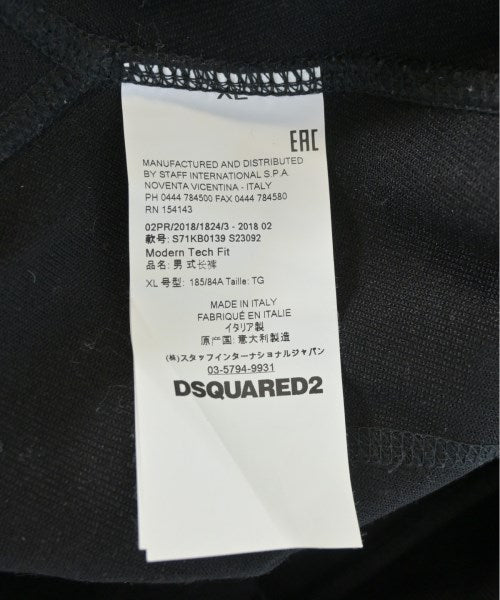 XL
EAC
MANUFACTURED AND DISTRIBUTED
BY STAFF INTERNATIONAL S.P.A.
NOVENTA VICENTINA - ITALY
PH 0444 784500 FAX 0444 784580
RN 154143
02PR/2018/1824/3 - 2018 02
款号: S71KB0139 S23092
Modern Tech Fit
品名: 男式长裤
XL 号型: 185/84A Taille: TG
MADE IN ITALY
FABRIQUÉ EN ITALIE
イタリア製
原产国: 意大利製造
(株)スタッフインターナショナルジャパン
03-5794-9931
DSQUARED2